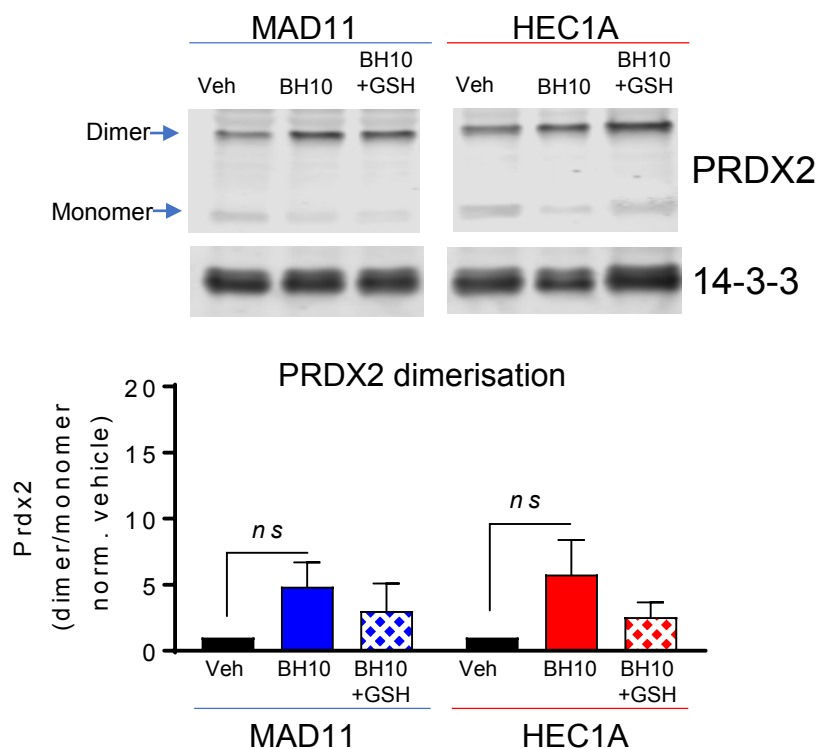 MAD11 HEC1A
Veh BH10 BH10 +GSH Veh BH10 BH10 +GSH
Dimer
PRDX2
Monomer
14-3-3
PRDX2 dimerisation
Prdx2
(dimer/monomer
norm. vehicle)
20
15
10
5
0
ns
ns
Veh BH10 BH10 +GSH Veh BH10 BH10 +GSH
MAD11 HEC1A